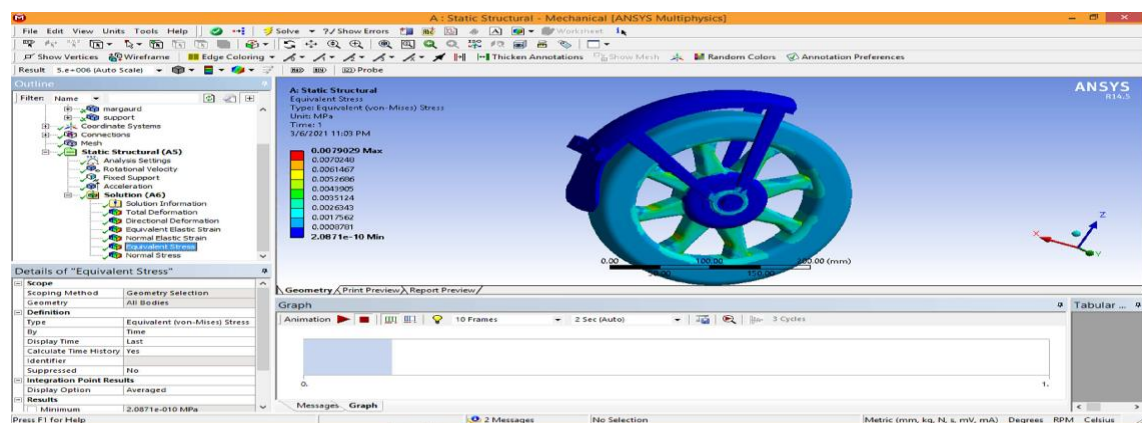 A : Static Structural - Mechanical [ANSYS Multiphysics]
File Edit View Units Tools Help Solve ?/ Show Errors Worksheet
Show Vertices Wireframe Edge Coloring Thicken Annotations Show Mesh Random Colors Annotation Preferences
Result 5.e+006 (Auto Scale) Probe
Outline
Filter: Name
margaurd
support
Coordinate Systems
Connections
Mesh
Static Structural (A5)
Analysis Settings
Rotational Velocity
Fixed Support
Acceleration
Solution (A6)
Solution Information
Total Deformation
Directional Deformation
Equivalent Elastic Strain
Normal Elastic Strain
Equivalent Stress
Normal Stress
Details of "Equivalent Stress"
Scope
Scoping Method Geometry Selection
Geometry All Bodies
Definition
Type Equivalent (von-Mises) Stress
By Time
Display Time Last
Calculate Time History Yes
Identifier
Suppressed No
Integration Point Results
Display Option Averaged
Results
Minimum 2.0871e-010 MPa
A: Static Structural
Equivalent Stress
Type: Equivalent (von-Mises) Stress
Unit: MPa
Time: 1
3/6/2021 11:03 PM
0.0079029 Max
0.0070248
0.0061467
0.0052686
0.0043905
0.0035124
0.0026343
0.0017562
0.0008781
2.0871e-10 Min
ANSYS
R14.5
Z
X
Y
0.00 100.00 200.00 (mm)
50.00 150.00
Geometry Print Preview Report Preview
Graph
Animation 10 Frames 2 Sec (Auto) 3 Cycles
0. 1.
Messages Graph
Tabular ...
Press F1 for Help 2 Messages No Selection Metric (mm, kg, N, s, mV, mA) Degrees RPM Celsius